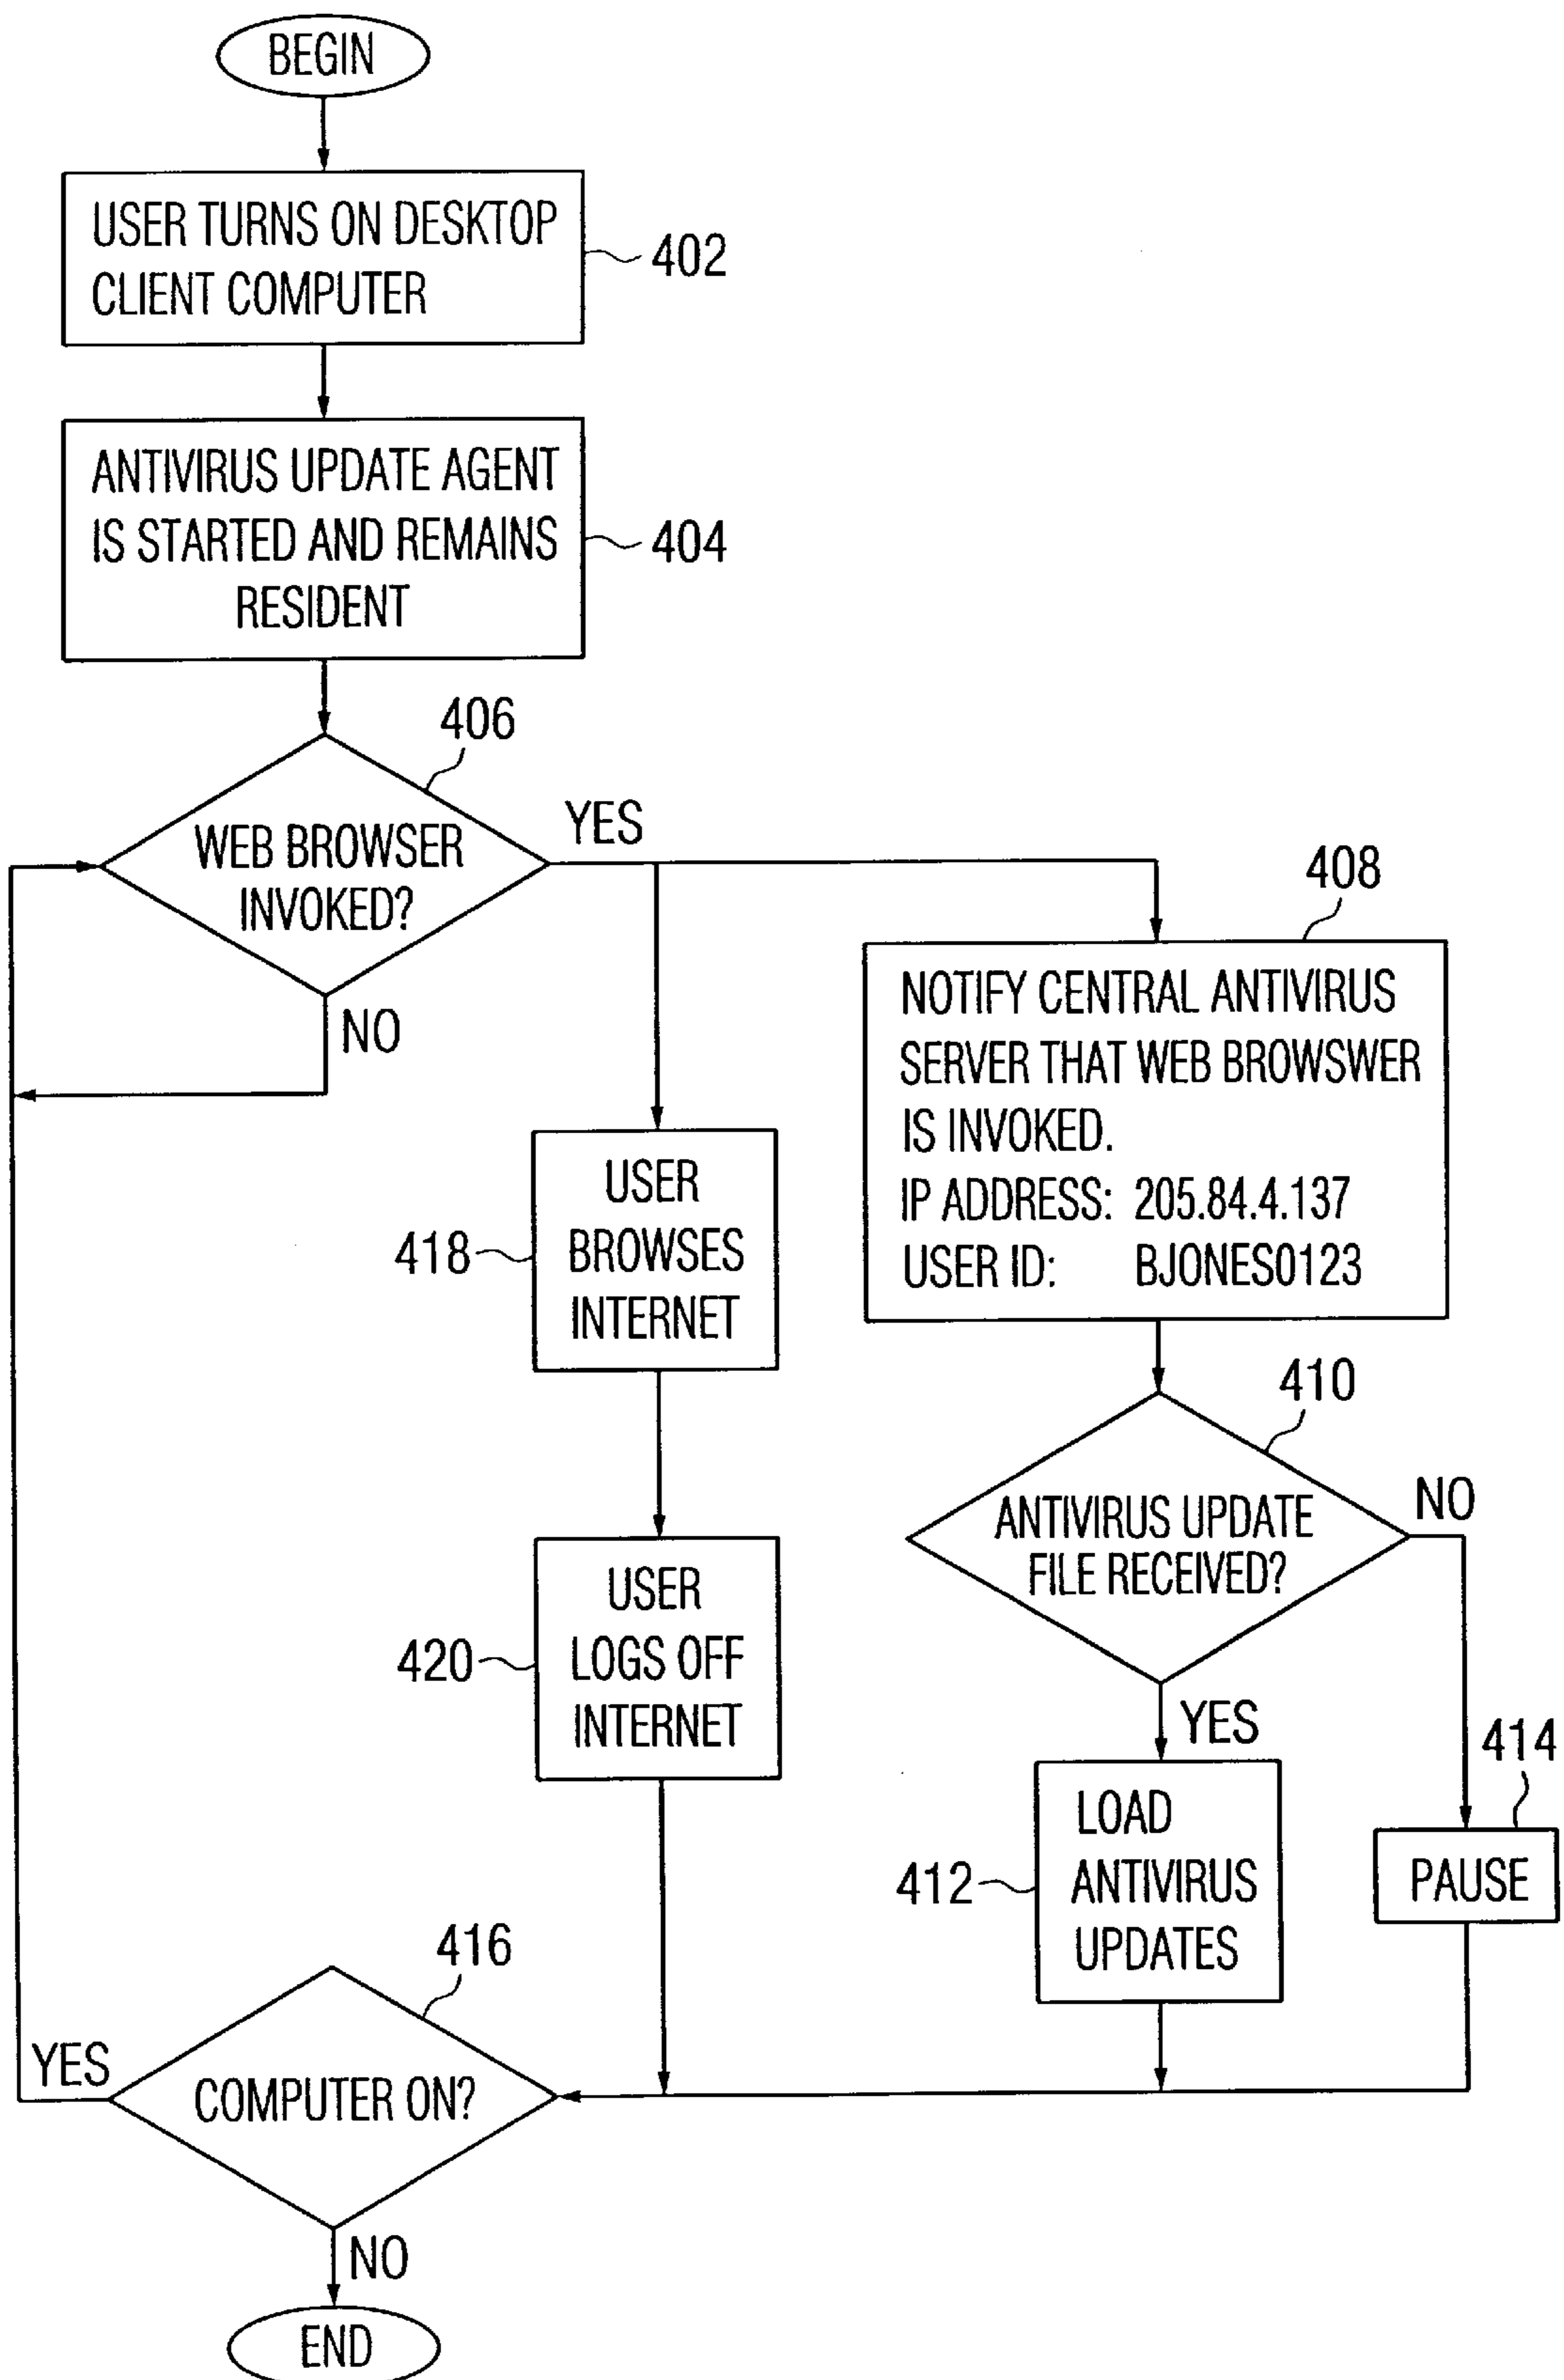 BEGIN
USER TURNS ON DESKTOP
CLIENT COMPUTER
402
ANTIVIRUS UPDATE AGENT
IS STARTED AND REMAINS
RESIDENT
404
406
WEB BROWSER
INVOKED?
YES
NO
408
NOTIFY CENTRAL ANTIVIRUS
SERVER THAT WEB BROWSWER
IS INVOKED.
IP ADDRESS: 205.84.4.137
USER ID: BJONES0123
USER
BROWSES
INTERNET
418
410
ANTIVIRUS UPDATE
FILE RECEIVED?
NO
YES
USER
LOGS OFF
INTERNET
420
LOAD
ANTIVIRUS
UPDATES
412
414
PAUSE
416
COMPUTER ON?
YES
NO
END